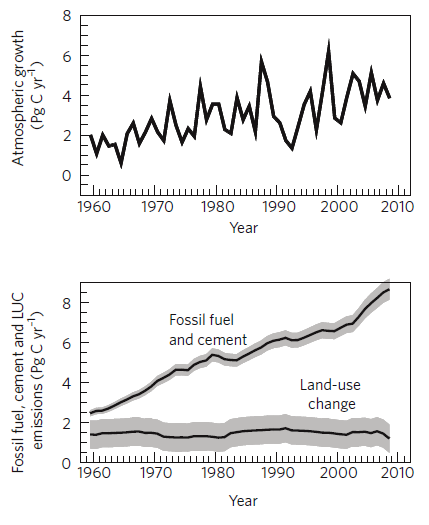 Atmospheric growth
(Pg C yr⁻¹)
8
6
4
2
0
1960 1970 1980 1990 2000 2010
Year
Fossil fuel, cement and LUC
emissions (Pg C yr⁻¹)
8
6
4
2
0
Fossil fuel
and cement
Land-use
change
1960 1970 1980 1990 2000 2010
Year